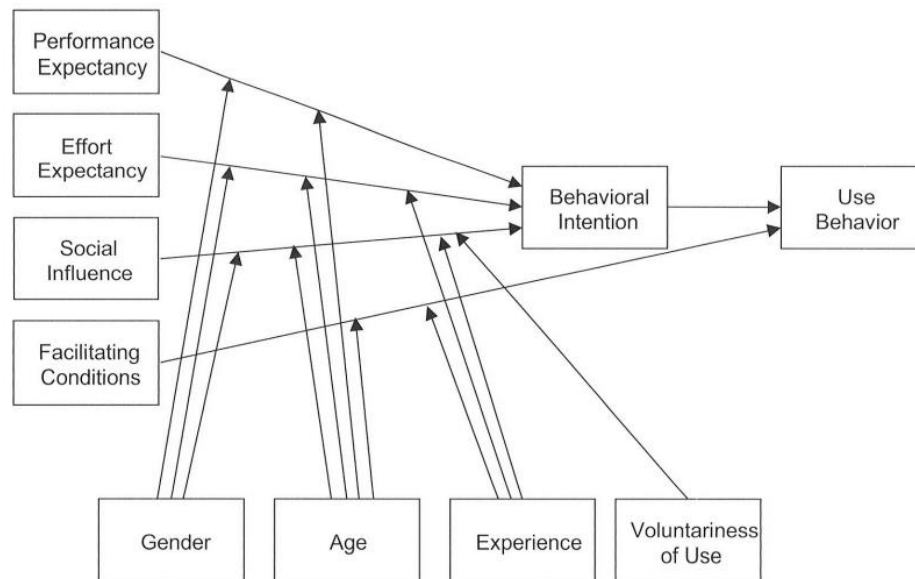 Performance
Expectancy
Effort
Expectancy
Social
Influence
Facilitating
Conditions
Behavioral
Intention
Use
Behavior
Gender
Age
Experience
Voluntariness
of Use